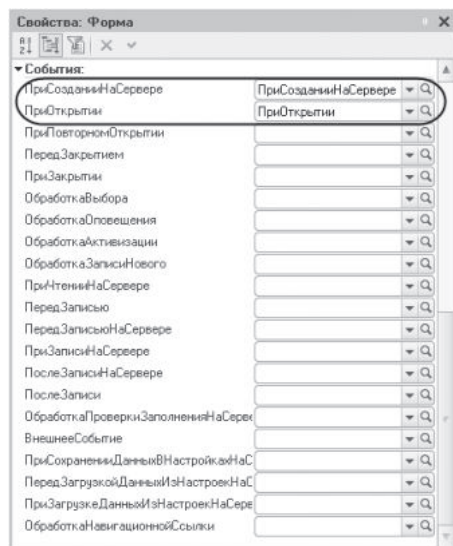 Свойства: Форма
События:
ПриСозданииНаСервере ПриСозданииНаСервере
ПриОткрытии ПриОткрытии
ПриПовторномОткрытии
ПередЗакрытием
ПриЗакрытии
ОбработкаВыбора
ОбработкаОповещения
ОбработкаАктивизации
ОбработкаЗаписиНового
ПриЧтенииНаСервере
ПередЗаписью
ПередЗаписьюНаСервере
ПриЗаписиНаСервере
ПослеЗаписиНаСервере
ПослеЗаписи
ОбработкаПроверкиЗаполненияНаСерве
ВнешнееСобытие
ПриСохраненииДанныхВНастройкахНаС
ПередЗагрузкойДанныхИзНастроекНаС
ПриЗагрузкеДанныхИзНастроекНаСере
ОбработкаНавигационнойСсылки